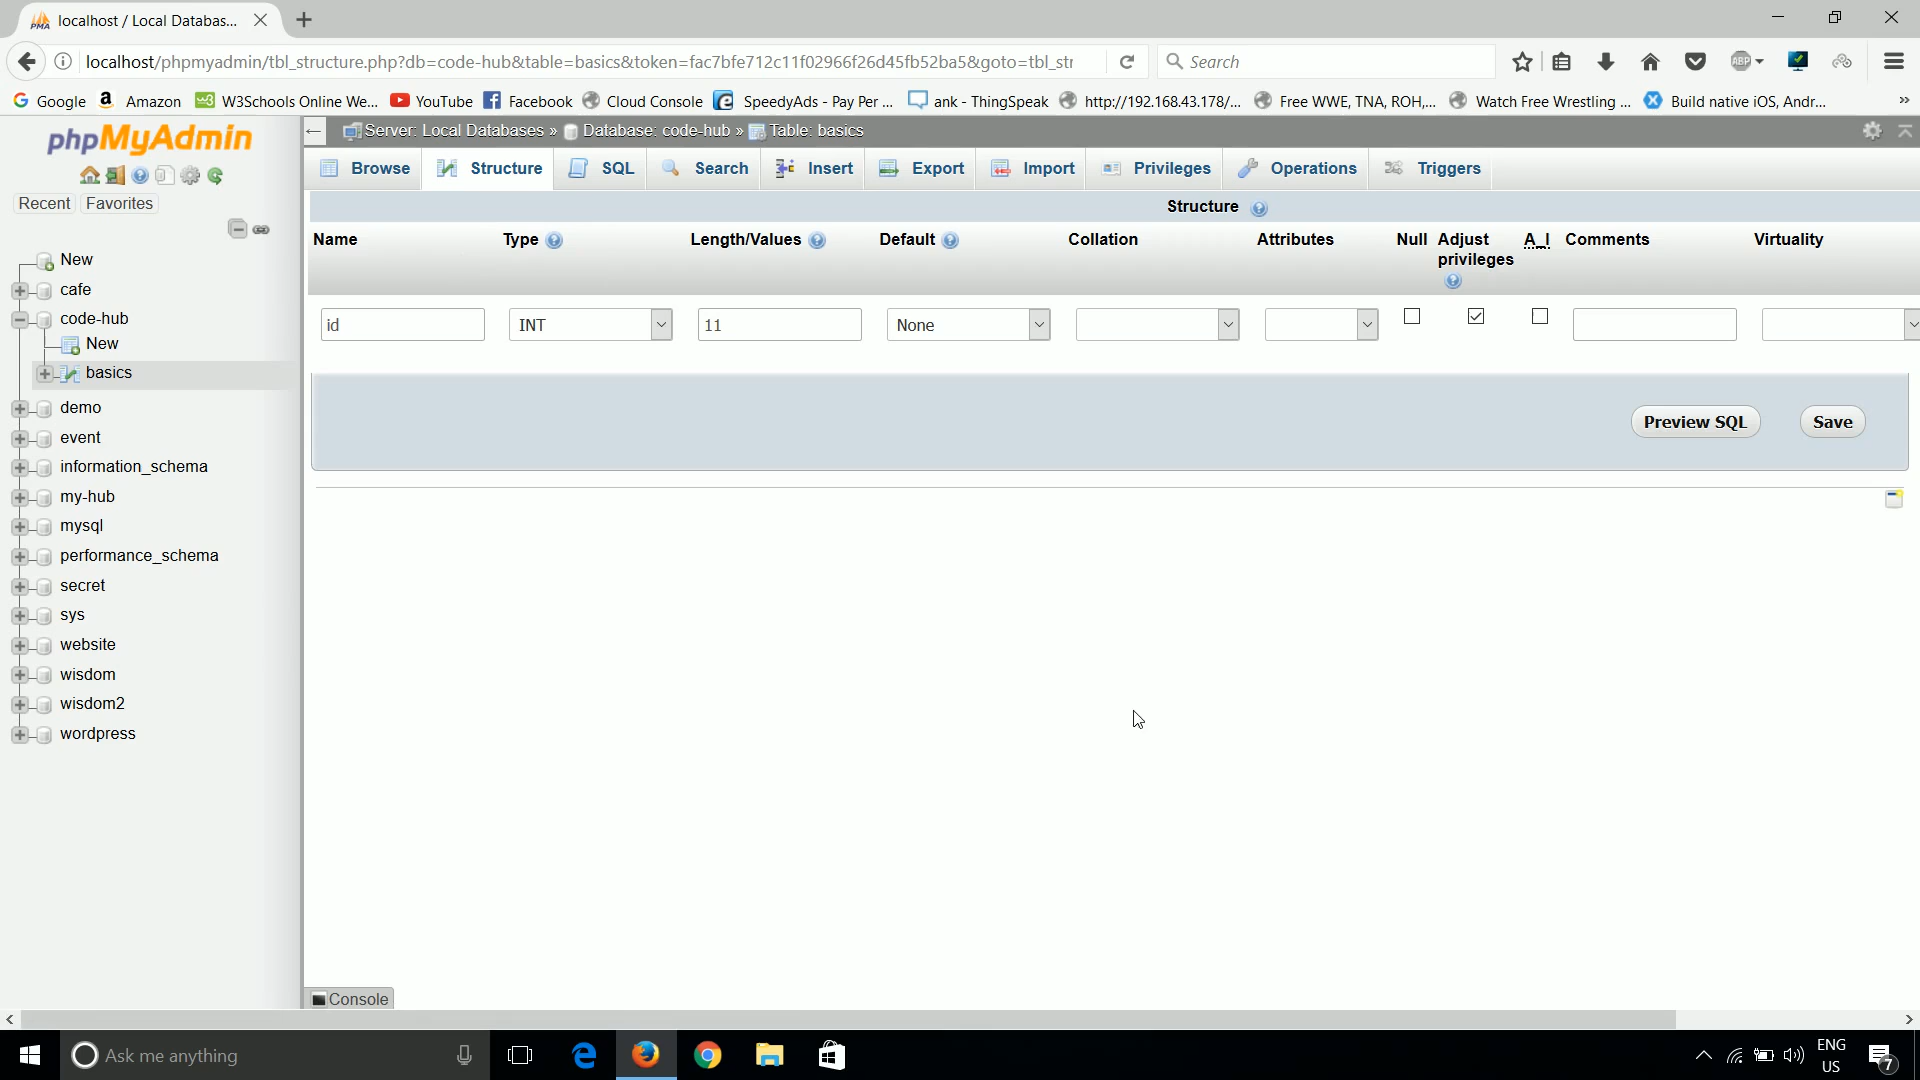 localhost / Local Databas...
localhost/phpmyadmin/tbl_structure.php?db=code-hub&table=basics&token=fac7bfe712c11f02966f26d45fb52ba5&goto=tbl_str
Search
ABP
Google
Amazon
W3Schools Online We...
YouTube
Facebook
Cloud Console
SpeedyAds - Pay Per ...
ank - ThingSpeak
http://192.168.43.178/...
Free WWE, TNA, ROH,...
Watch Free Wrestling ...
Build native iOS, Andr...
phpMyAdmin
Server: Local Databases » Database: code-hub » Table: basics
Browse Structure SQL Search Insert Export Import Privileges Operations Triggers
Recent Favorites
Structure
Name Type Length/Values Default Collation Attributes Null Adjust privileges A_I Comments Virtuality
id INT 11 None
Preview SQL Save
New
cafe
code-hub
New
basics
demo
event
information_schema
my-hub
mysql
performance_schema
secret
sys
website
wisdom
wisdom2
wordpress
Console
Ask me anything
ENG
US
7